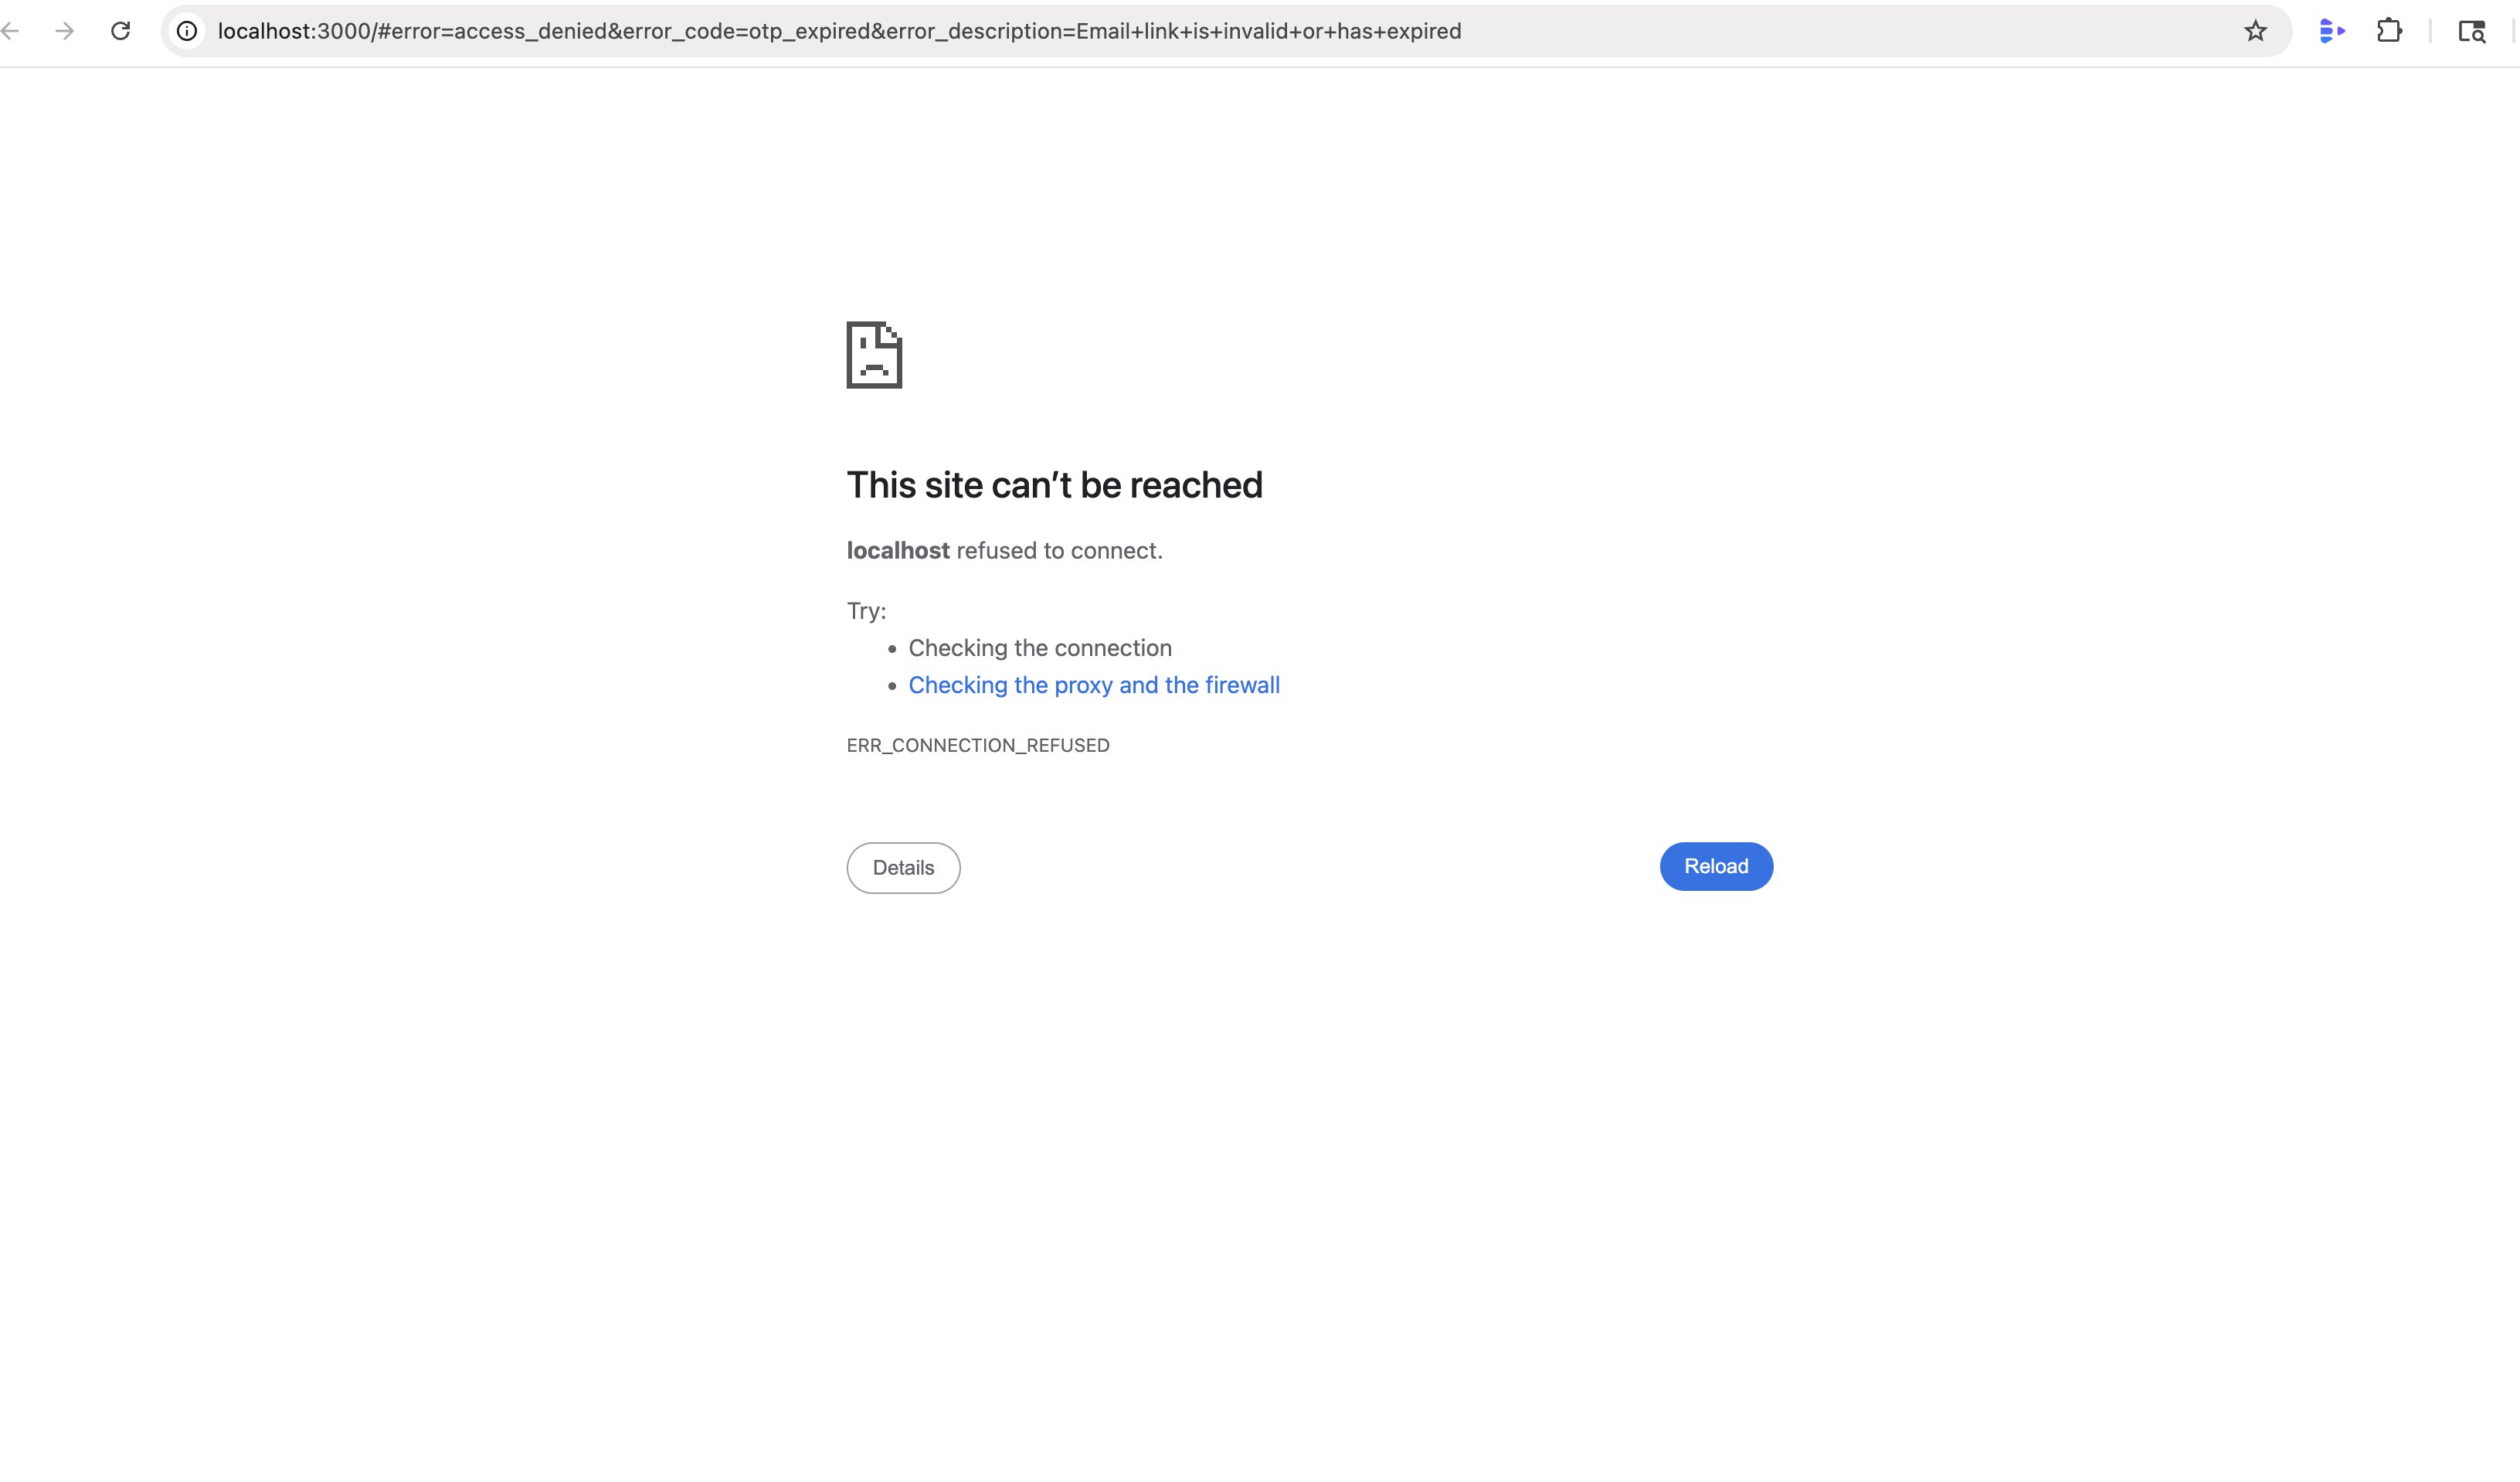 localhost:3000/#error=access_denied&error_code=otp_expired&error_description=Email+link+is+invalid+or+has+expired
This site can’t be reached
localhost refused to connect.
Try:
• Checking the connection
• Checking the proxy and the firewall
ERR_CONNECTION_REFUSED
Details
Reload